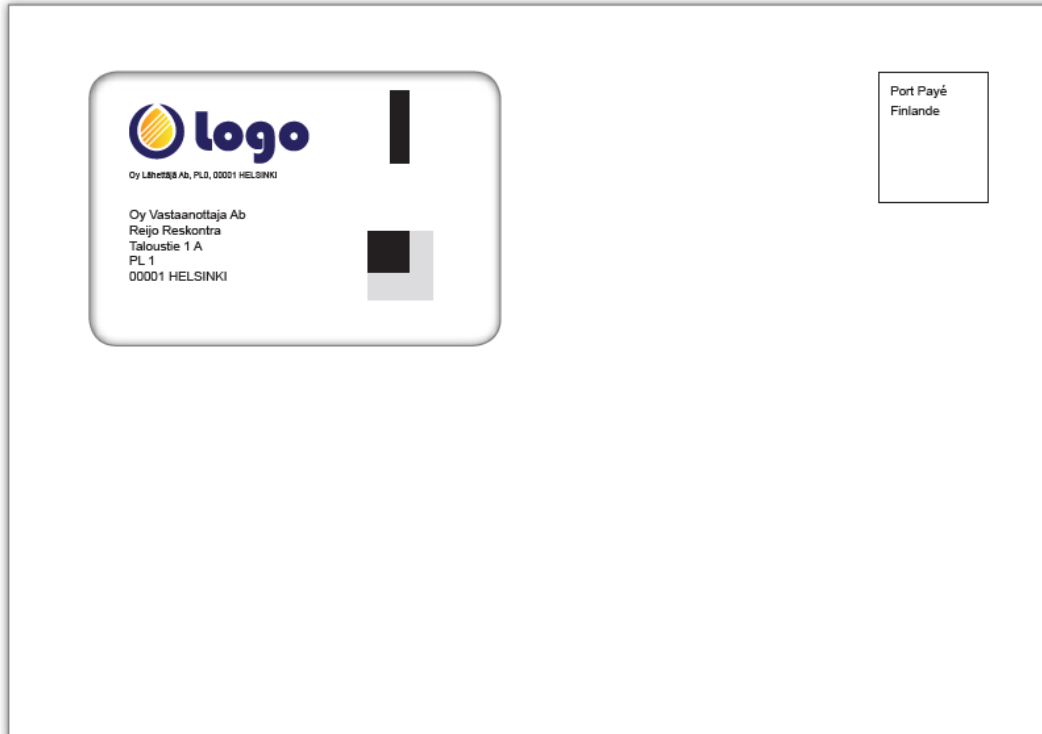 Logo
Oy Lähettäjä Ab, PL0, 00001 HELSINKI
Oy Vastaanottaja Ab
Reijo Reskontra
Taloustie 1 A
PL 1
00001 HELSINKI
Port Payé
Finlande